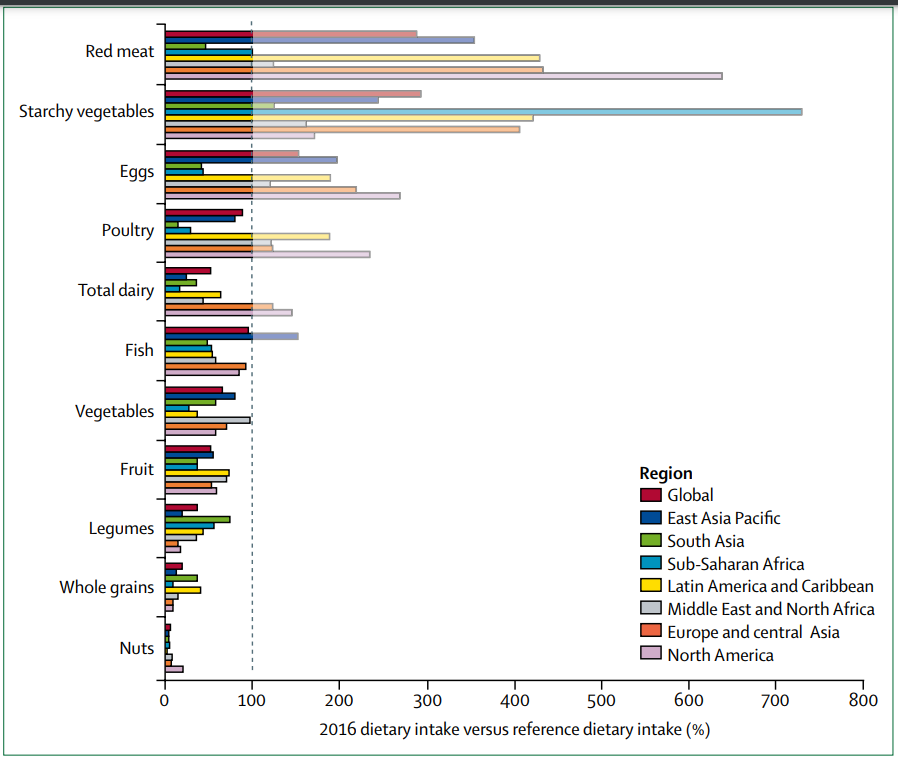 Red meat
Starchy vegetables
Eggs
Poultry
Total dairy
Fish
Vegetables
Fruit
Legumes
Whole grains
Nuts
Region
Global
East Asia Pacific
South Asia
Sub-Saharan Africa
Latin America and Caribbean
Middle East and North Africa
Europe and central Asia
North America
0 100 200 300 400 500 600 700 800
2016 dietary intake versus reference dietary intake (%)